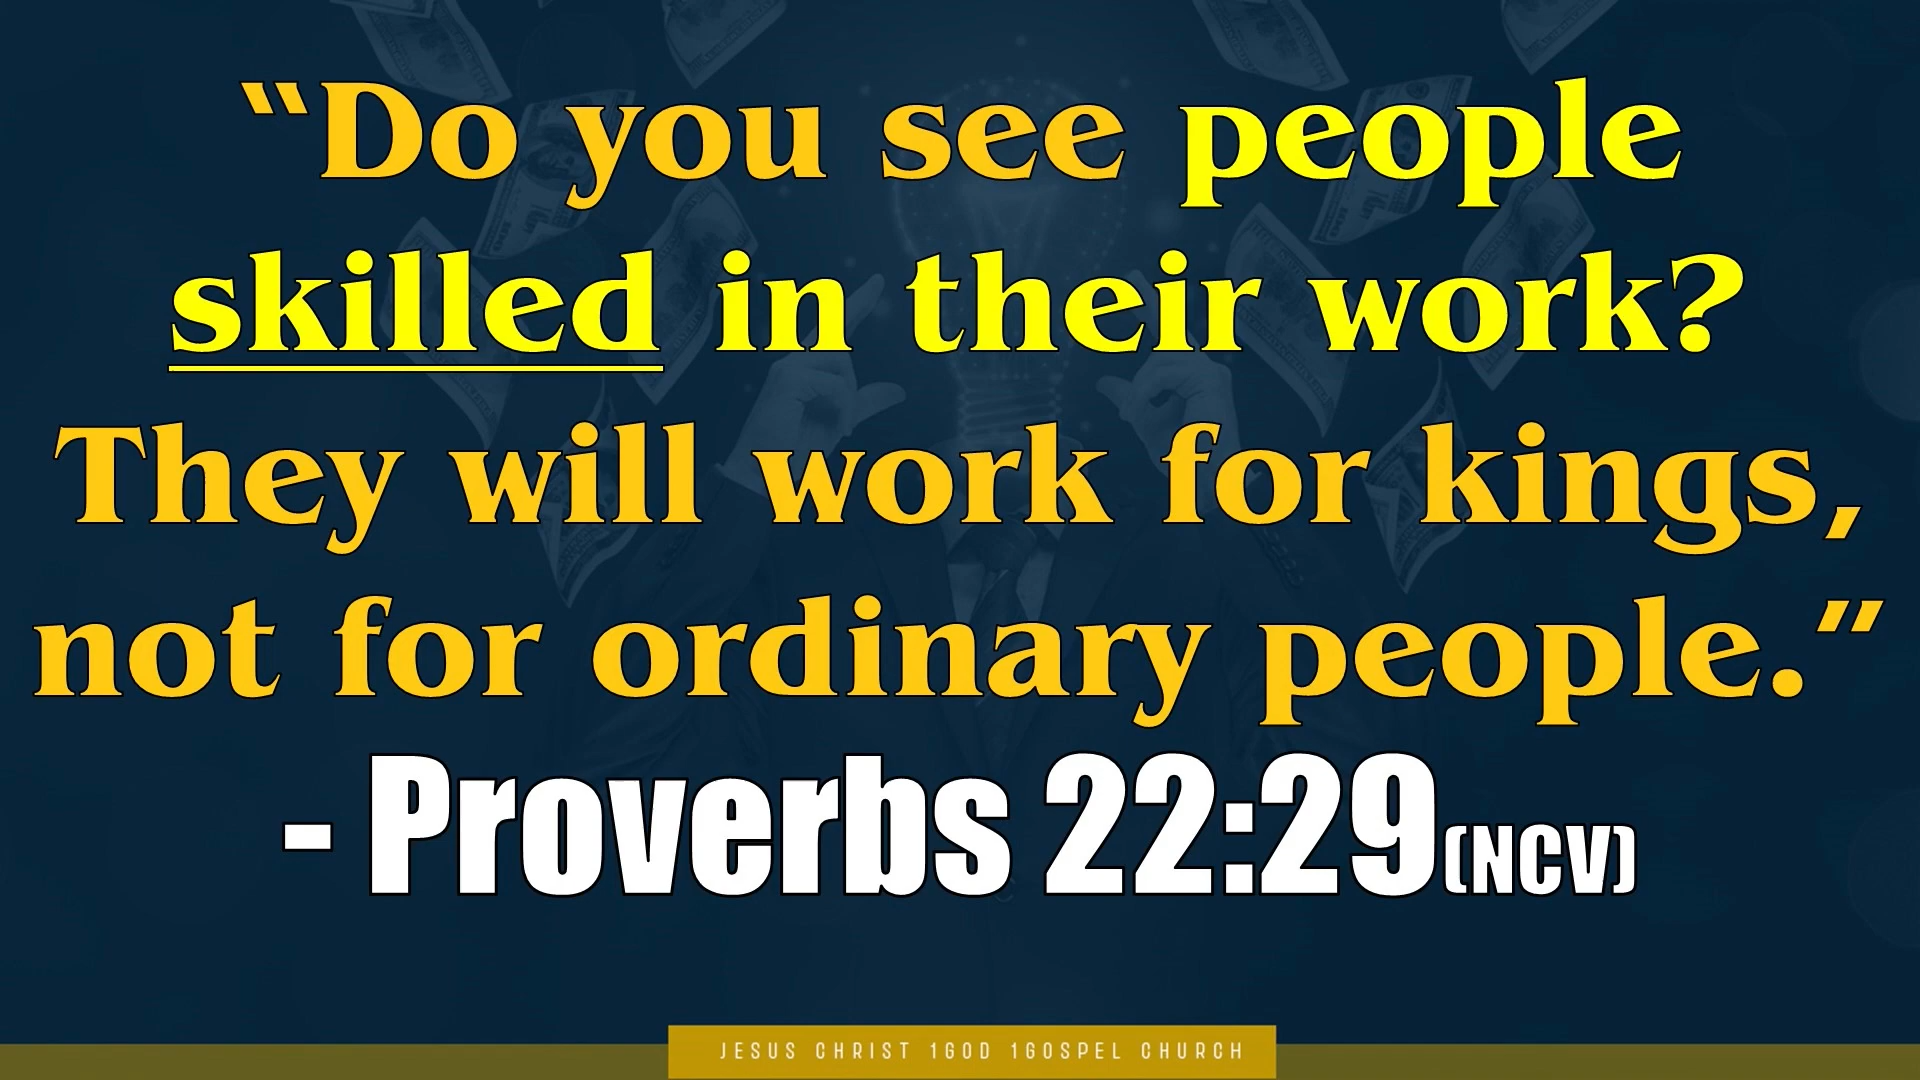 “Do you see people
skilled in their work?
They will work for kings,
not for ordinary people.”
- Proverbs 22:29(NCV)
JESUS CHRIST 1GOD 1GOSPEL CHURCH